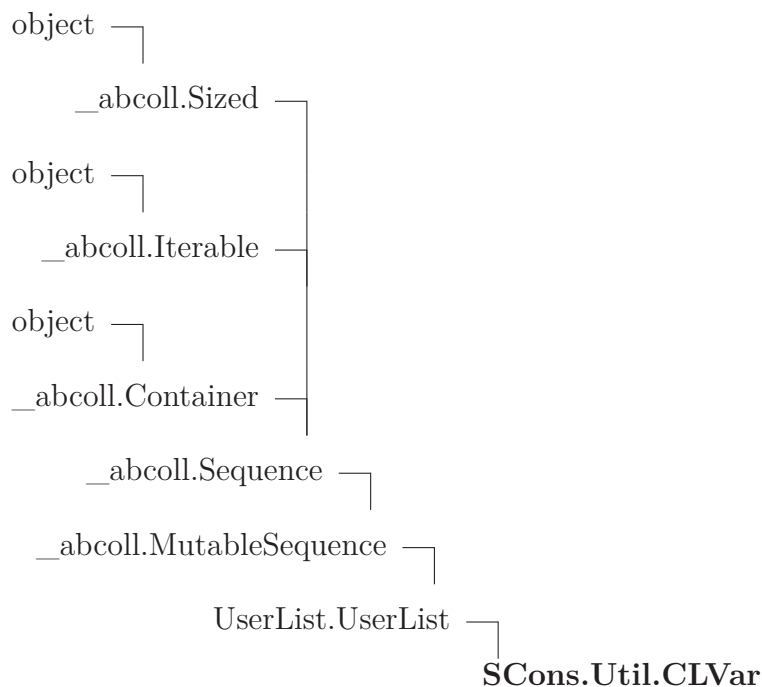 object
_abcoll.Sized
object
_abcoll.Iterable
object
_abcoll.Container
_abcoll.Sequence
_abcoll.MutableSequence
UserList.UserList
SCons.Util.CLVar